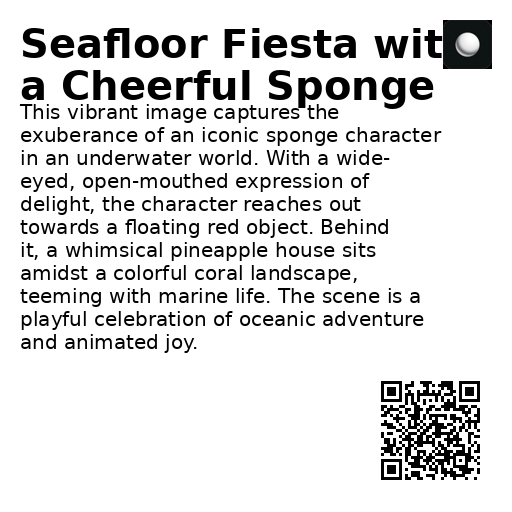 Seafloor Fiesta wit
a Cheerful Sponge
This vibrant image captures the
exuberance of an iconic sponge character
in an underwater world. With a wide-
eyed, open-mouthed expression of
delight, the character reaches out
towards a floating red object. Behind
it, a whimsical pineapple house sits
amidst a colorful coral landscape,
teeming with marine life. The scene is a
playful celebration of oceanic adventure
and animated joy.